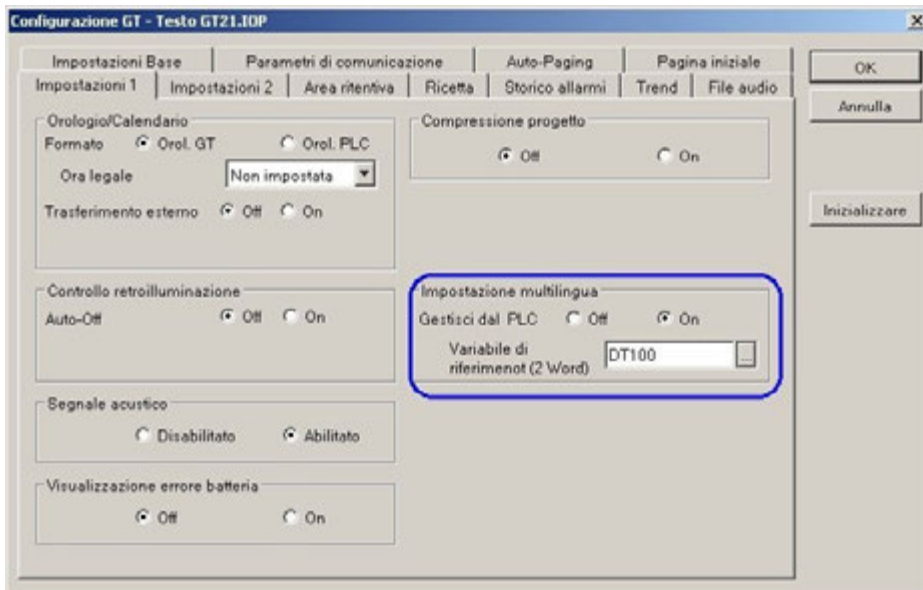 Configurazione GT - Testo GT21.IOP
Impostazioni Base Parametri di comunicazione Auto-Paging Pagina iniziale
Impostazioni 1 Impostazioni 2 Area ritentiva Ricetta Storico allarmi Trend File audio
OK
Annulla
Inizializzare
Orologio/Calendario
Formato Orol. GT Orol. PLC
Ora legale Non impostata
Trasferimento esterno Off On
Compressione progetto
Off On
Controllo retroilluminazione
Auto-Off Off On
Impostazione multilingua
Gestisci dal PLC Off On
Variabile di
riferimenot (2 Word) DT100 ...
Segnale acustico
Disabilitato Abilitato
Visualizzazione errore batteria
Off On